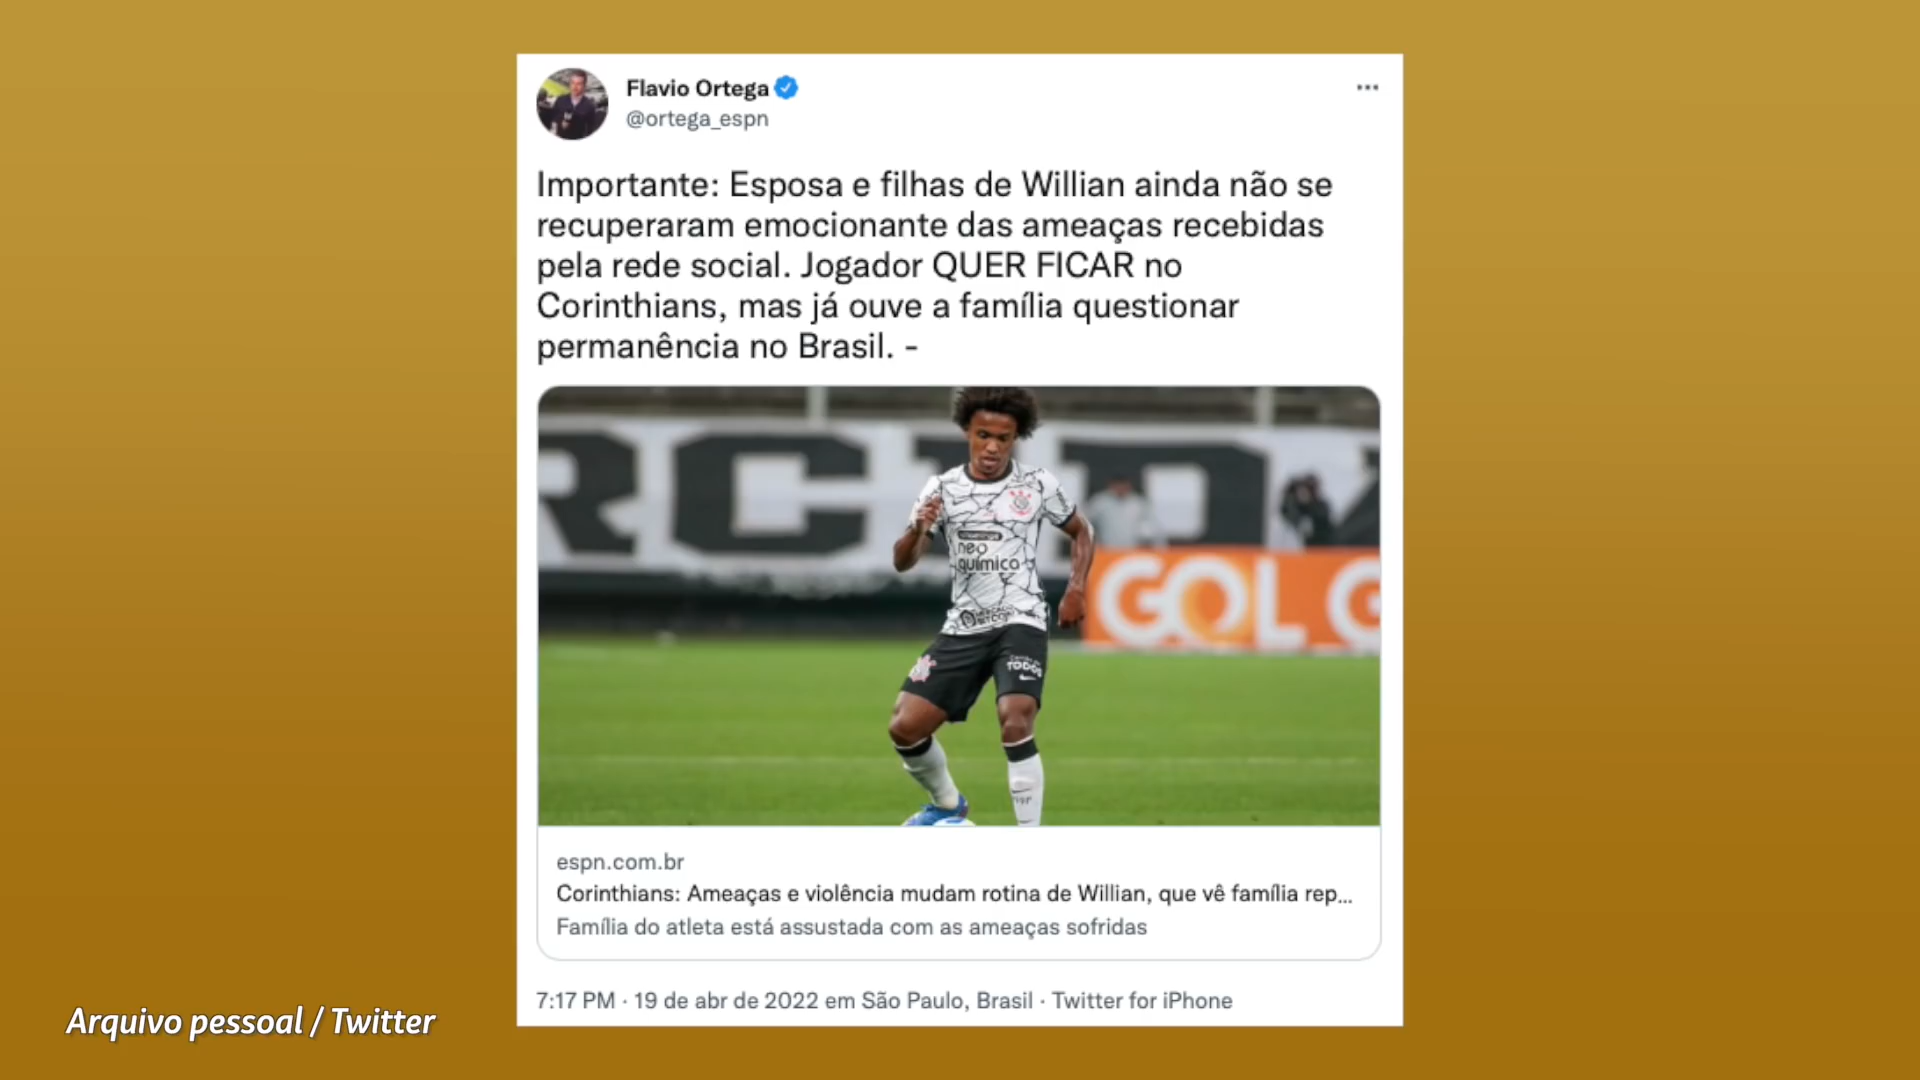 Flavio Ortega
@ortega_espn
Importante: Esposa e filhas de Willian ainda não se
recuperaram emocionante das ameaças recebidas
pela rede social. Jogador QUER FICAR no
Corinthians, mas já ouve a família questionar
permanência no Brasil. -
RCIDA
neo
química
GOL G
TODOS
espn.com.br
Corinthians: Ameaças e violência mudam rotina de Willian, que vê família rep...
Família do atleta está assustada com as ameaças sofridas
7:17 PM · 19 de abr de 2022 em São Paulo, Brasil · Twitter for iPhone
Arquivo pessoal / Twitter